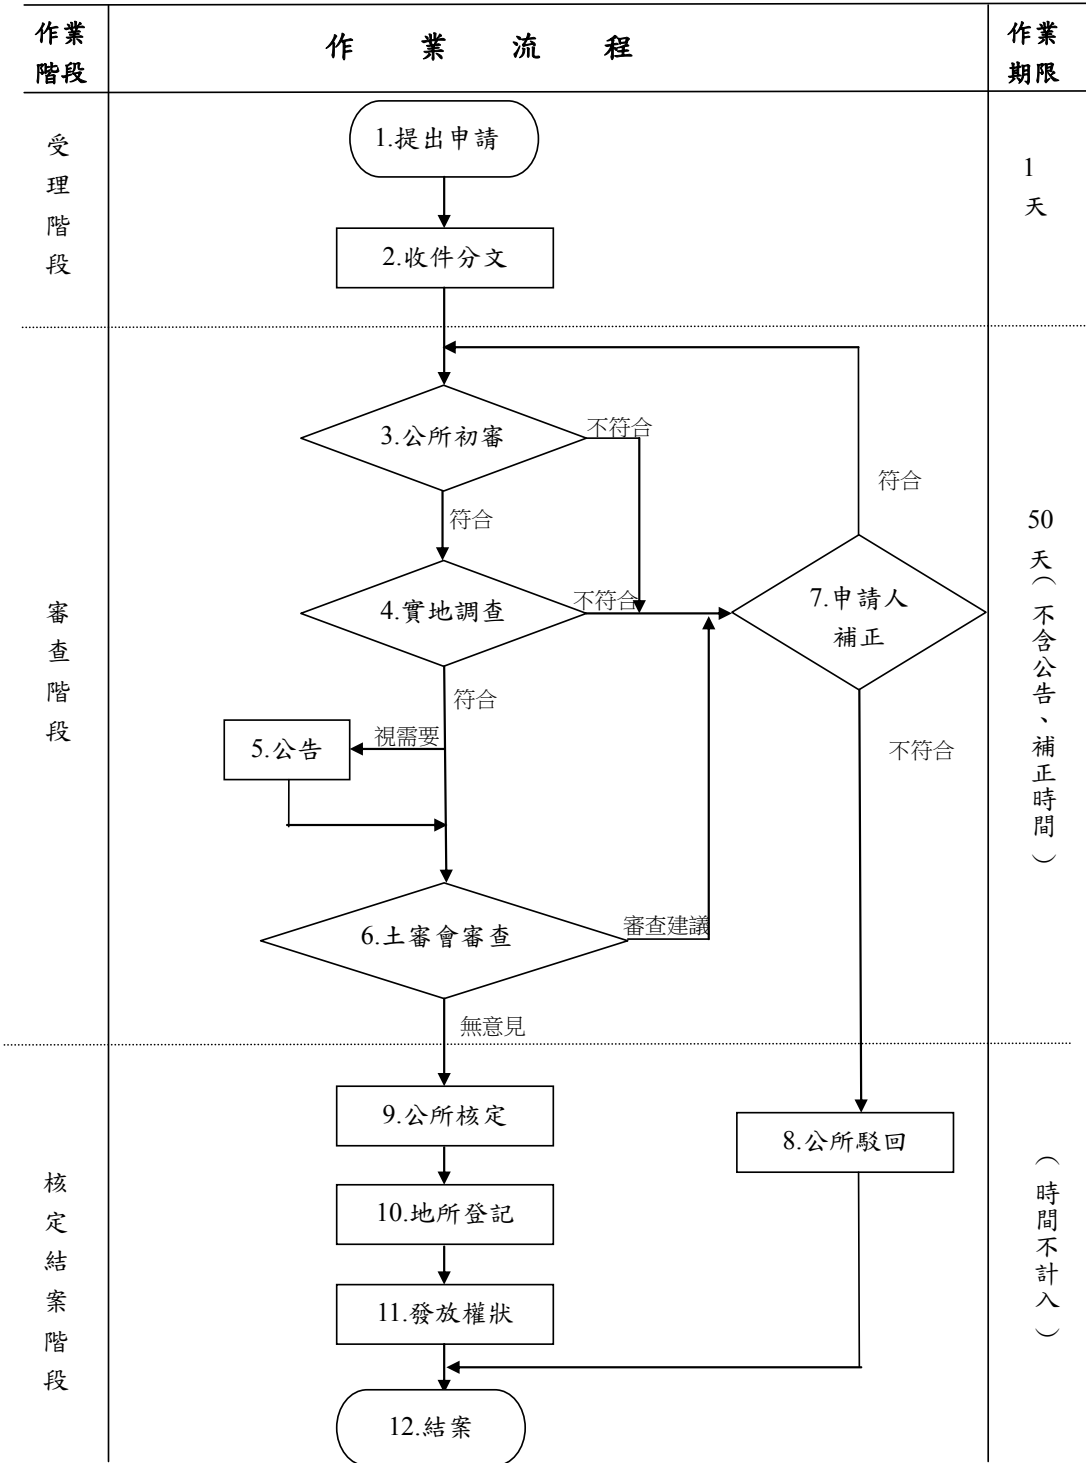 作業
階段
作業流程
作業
期限
受理階段
1.提出申請
2.收件分文
1
天
審查階段
3.公所初審
不符合
符合
符合
4.實地調查
不符合
7.申請人
補正
符合
不符合
5.公告
視需要
6.土審會審查
審查建議
無意見
50
天（不含公告、補正時間）
核定結案階段
9.公所核定
8.公所駁回
10.地所登記
11.發放權狀
12.結案
（時間不計入）